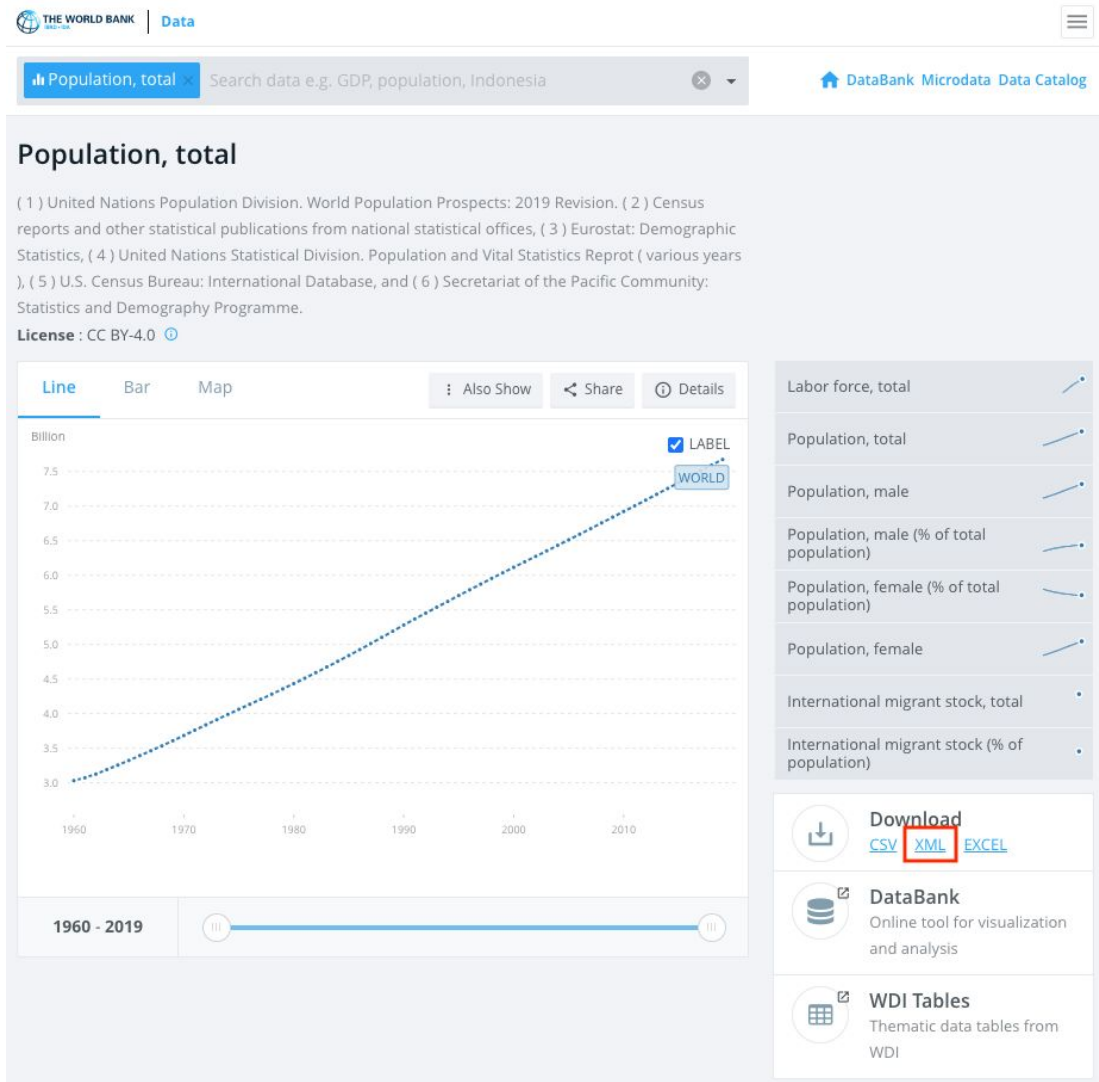 THE WORLD BANK
IBRD • IDA
Data
Population, total ×
Search data e.g. GDP, population, Indonesia
DataBank Microdata Data Catalog
Population, total
( 1 ) United Nations Population Division. World Population Prospects: 2019 Revision. ( 2 ) Census
reports and other statistical publications from national statistical offices, ( 3 ) Eurostat: Demographic
Statistics, ( 4 ) United Nations Statistical Division. Population and Vital Statistics Reprot ( various years
), ( 5 ) U.S. Census Bureau: International Database, and ( 6 ) Secretariat of the Pacific Community:
Statistics and Demography Programme.
License : CC BY-4.0
Line
Bar
Map
Also Show
Share
Details
Billion
LABEL
WORLD
7.5
7.0
6.5
6.0
5.5
5.0
4.5
4.0
3.5
3.0
1960
1970
1980
1990
2000
2010
1960 - 2019
Labor force, total
Population, total
Population, male
Population, male (% of total
population)
Population, female (% of total
population)
Population, female
International migrant stock, total
International migrant stock (% of
population)
Download
CSV XML EXCEL
DataBank
Online tool for visualization
and analysis
WDI Tables
Thematic data tables from
WDI